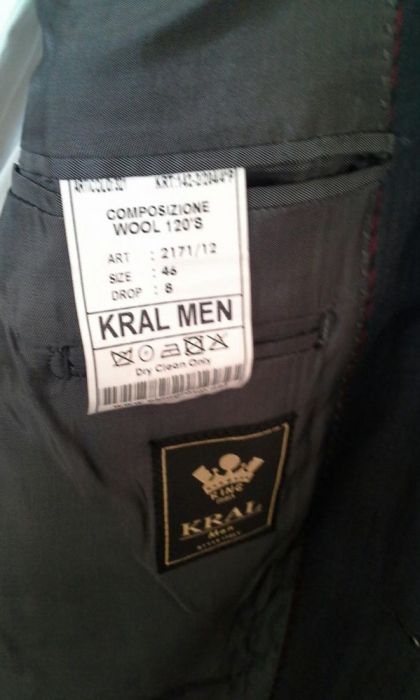 COMPOSIZIONE
WOOL 120'S
ART : 2171/12
SIZE : 46
DROP : 8
KRAL MEN
Dry Clean Only
KING
KRAL
Men